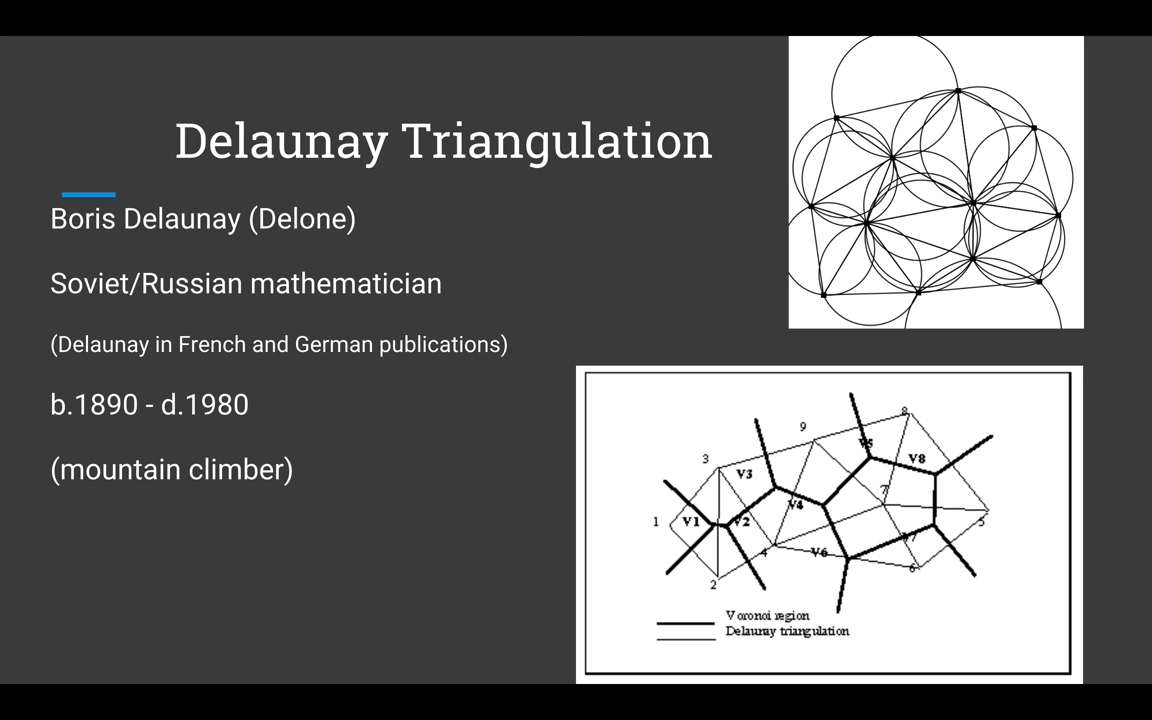 Delaunay Triangulation
Boris Delaunay (Delone)
Soviet/Russian mathematician
(Delaunay in French and German publications)
b.1890 - d.1980
(mountain climber)
8
9
V5
3
V8
V3
7
V4
1
V1
V2
5
V7
4
V6
6
2
Voronoi region
Delaunay triangulation